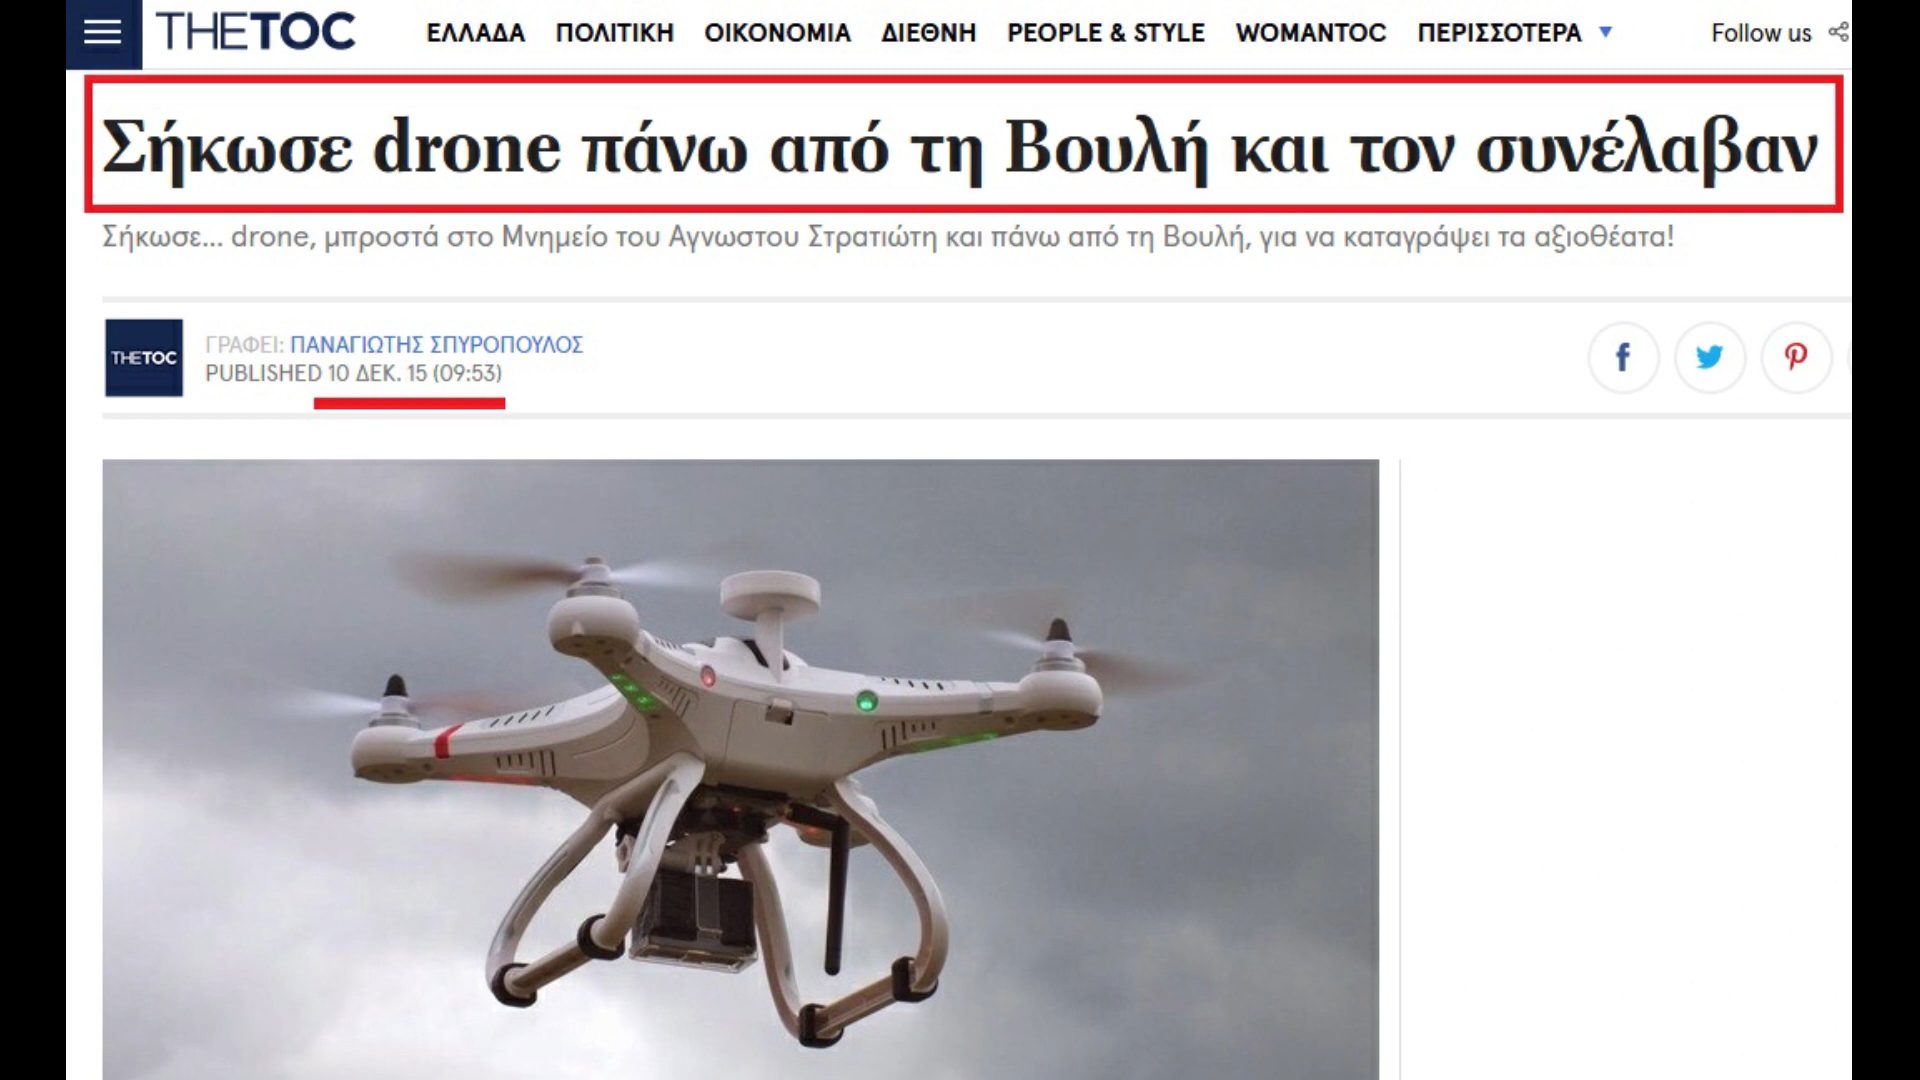 THETOC ΕΛΛΑΔΑ ΠΟΛΙΤΙΚΗ ΟΙΚΟΝΟΜΙΑ ΔΙΕΘΝΗ PEOPLE & STYLE WOMANTOC ΠΕΡΙΣΣΟΤΕΡΑ Follow us
Σήκωσε drone πάνω από τη Βουλή και τον συνέλαβαν
Σήκωσε... drone, μπροστά στο Μνημείο του Αγνωστου Στρατιώτη και πάνω από τη Βουλή, για να καταγράψει τα αξιοθέατα!
THETOC
ΓΡΑΦΕΙ: ΠΑΝΑΓΙΩΤΗΣ ΣΠΥΡΟΠΟΥΛΟΣ
PUBLISHED 10 ΔΕΚ. 15 (09:53)